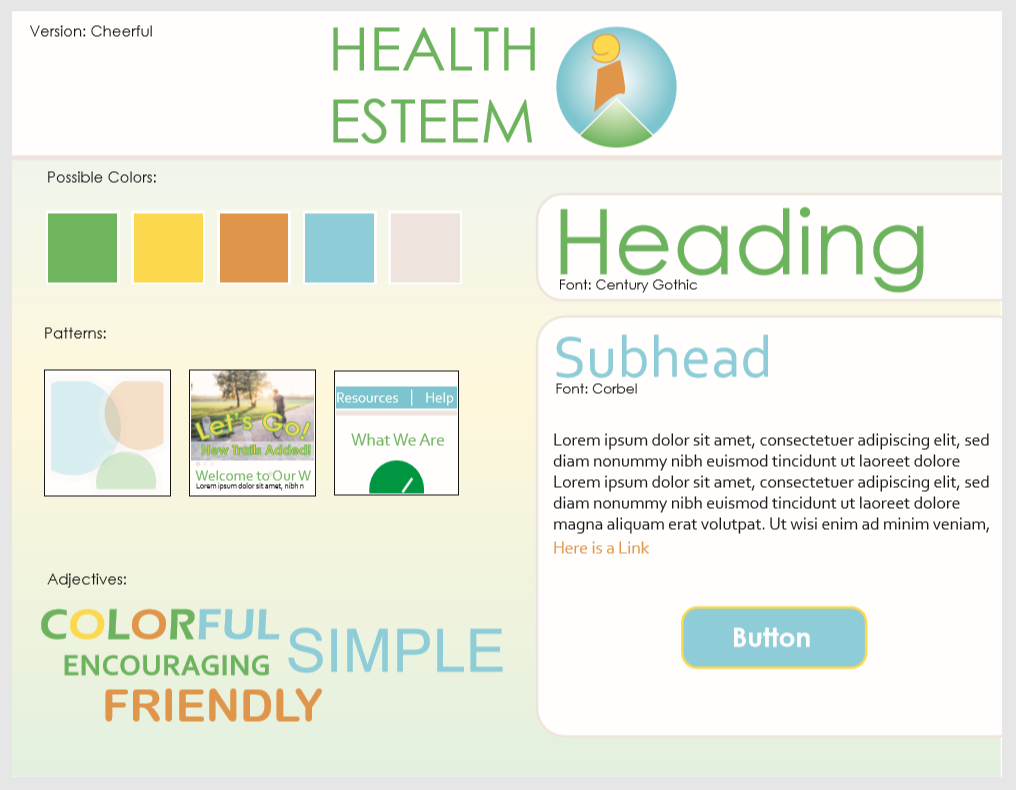 Version: Cheerful
HEALTH
ESTEEM
Possible Colors:
Heading
Font: Century Gothic
Patterns:
Let's Go!
New Trails Added!
Welcome to Our W
Lorem ipsum dolor sit amet, nibh n
Resources | Help
What We Are
Subhead
Font: Corbel
Lorem ipsum dolor sit amet, consectetuer adipiscing elit, sed
diam nonummy nibh euismod tincidunt ut laoreet dolore
Lorem ipsum dolor sit amet, consectetuer adipiscing elit, sed
diam nonummy nibh euismod tincidunt ut laoreet dolore
magna aliquam erat volutpat. Ut wisi enim ad minim veniam,
Here is a Link
Button
Adjectives:
COLORFUL
SIMPLE
ENCOURAGING
FRIENDLY